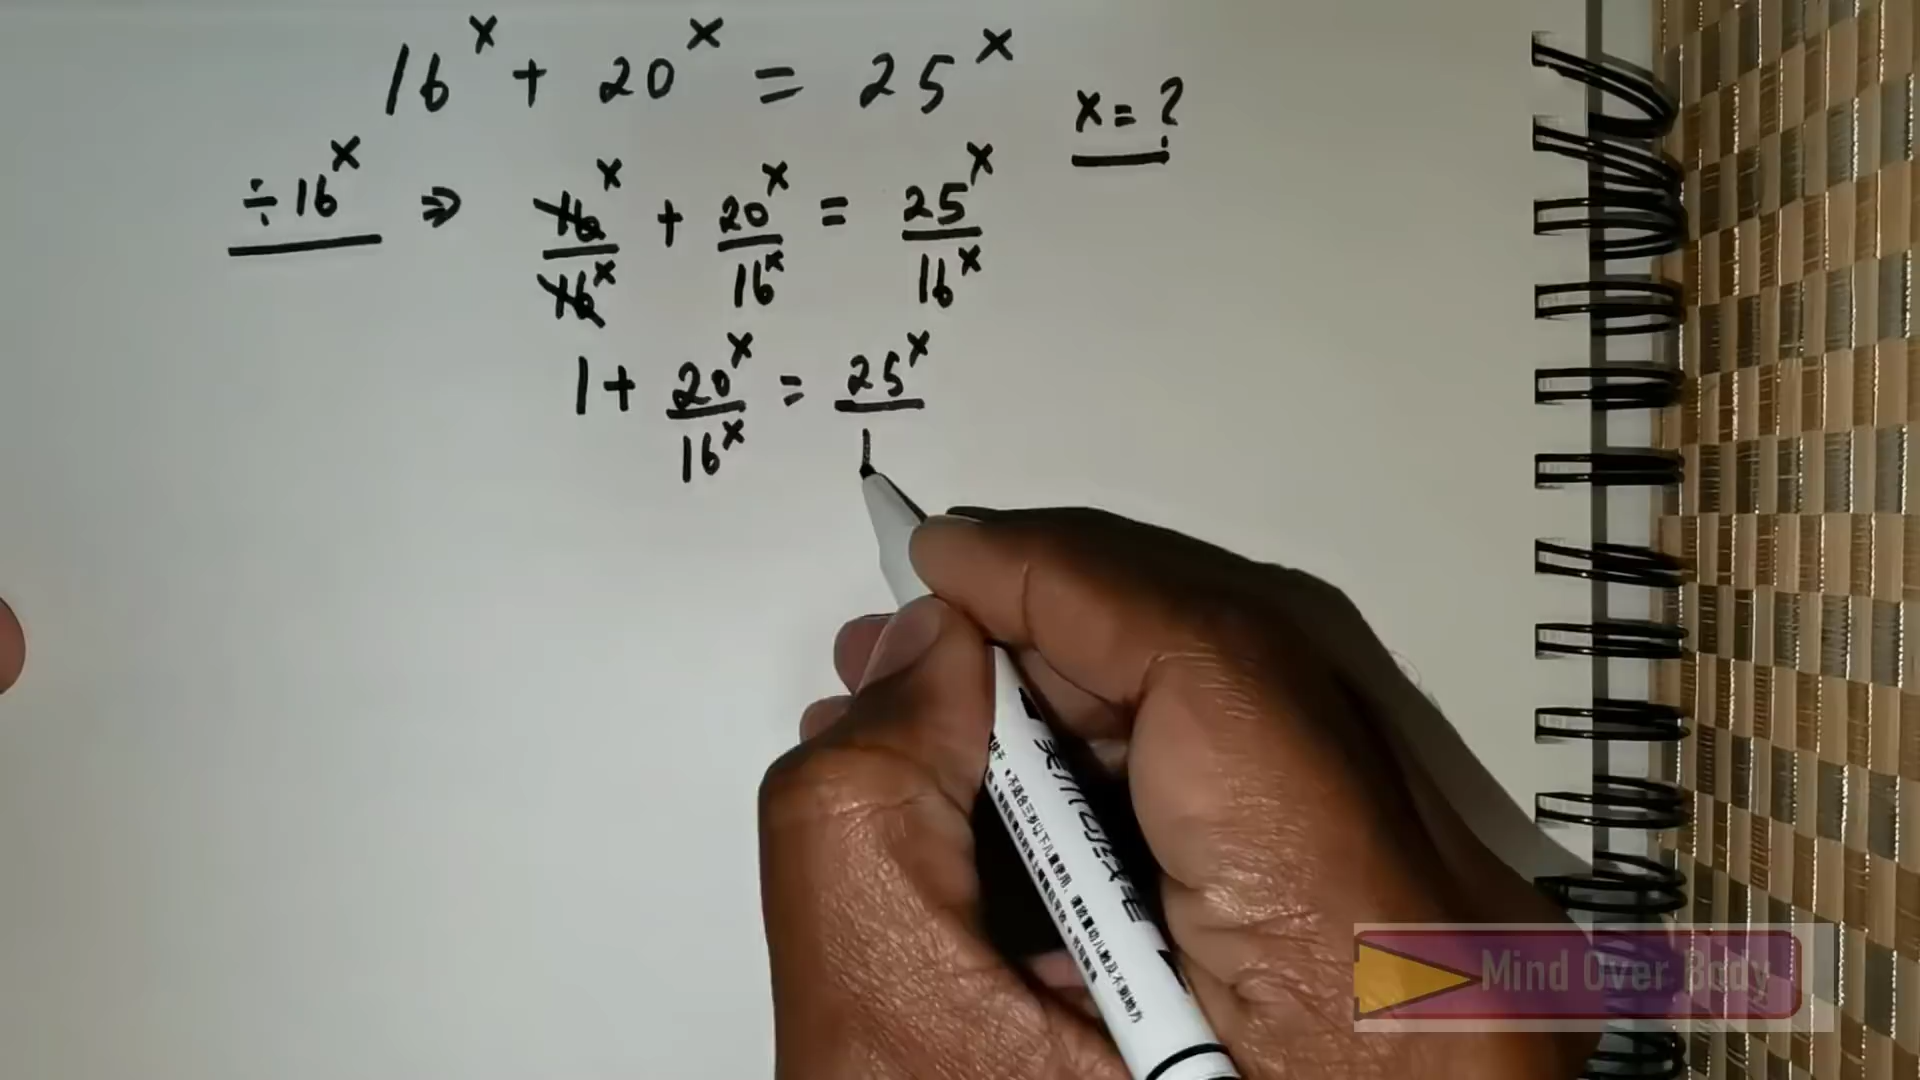 16^x + 20^x = 25^x
x = ?
÷16^x ⇒ 16^x/16^x + 20^x/16^x = 25^x/16^x
1 + 20^x/16^x = 25^x/1
Mind Over Body